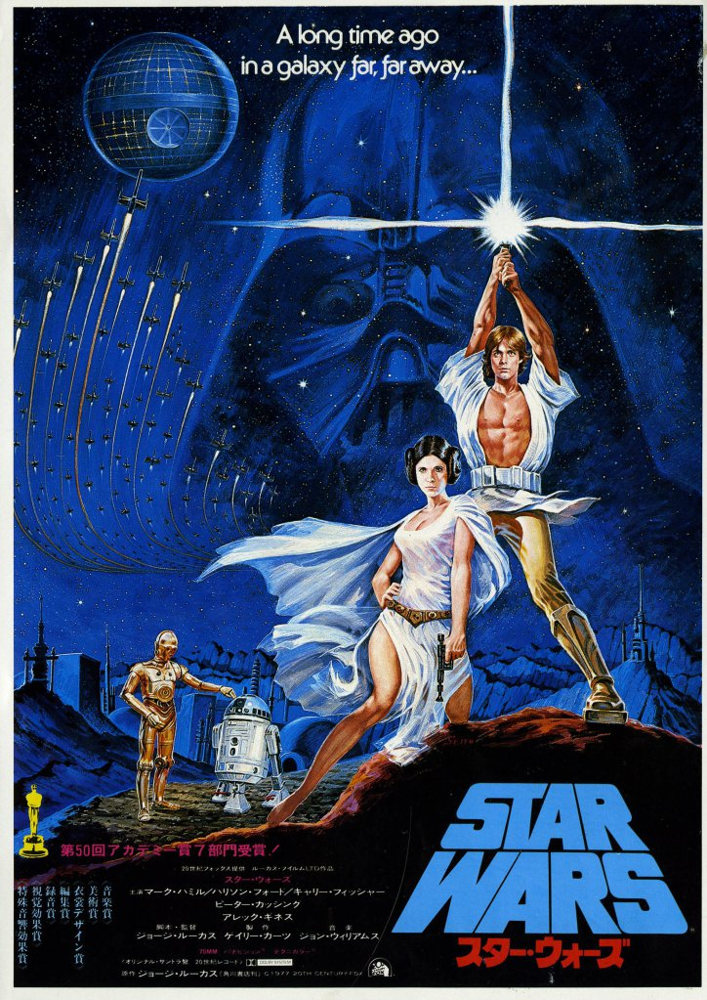 A long time ago
in a galaxy far, far away...
第50回アカデミー賞7部門受賞！
音楽賞
美術賞
衣裳デザイン賞
編集賞
録音賞
視覚効果賞
特殊音響効果賞
20世紀フォックス提供 ルーカス・フイルムLTD作品
スター・ウォーズ
主演 マーク・ハミル/ハリソン・フォード/キャリー・フィッシャー
ピーター・カッシング
アレック・ギネス
脚本・監督 製作 音楽
ジョージ・ルーカス ゲイリー・カーツ ジョン・ウィリアムス
70MM パナビジョン テクニカラー
〈オリジナル・サントラ盤 20世紀レコード〉 DOLBY SYSTEM
原作 ジョージ・ルーカス〈角川書店刊〉 ©1977 20TH CENTURY-FOX
STAR
WARS
スター・ウォーズ